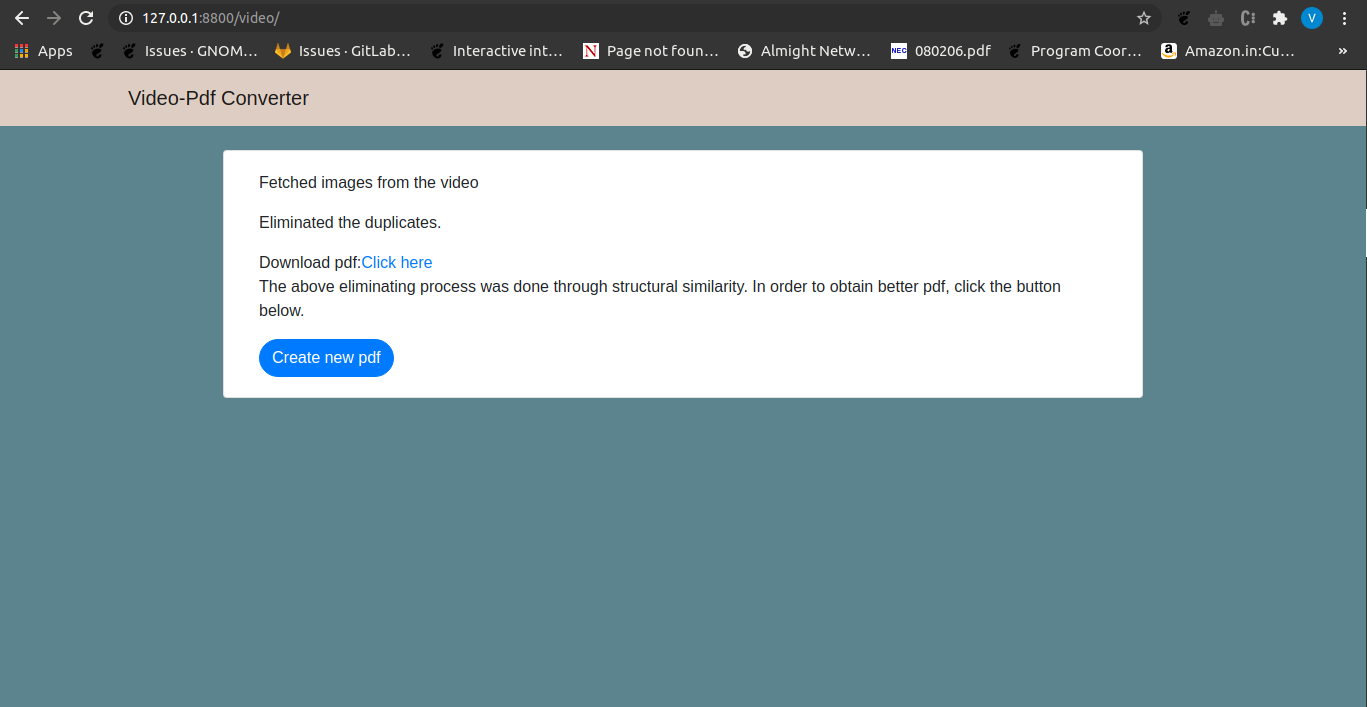 127.0.0.1:8800/video/
V
Apps Issues · GNOM… Issues · GitLab… Interactive int… N Page not foun… Almight Netw… NEC 080206.pdf Program Coor… a Amazon.in:Cu… »
Video-Pdf Converter
Fetched images from the video
Eliminated the duplicates.
Download pdf:Click here
The above eliminating process was done through structural similarity. In order to obtain better pdf, click the button
below.
Create new pdf